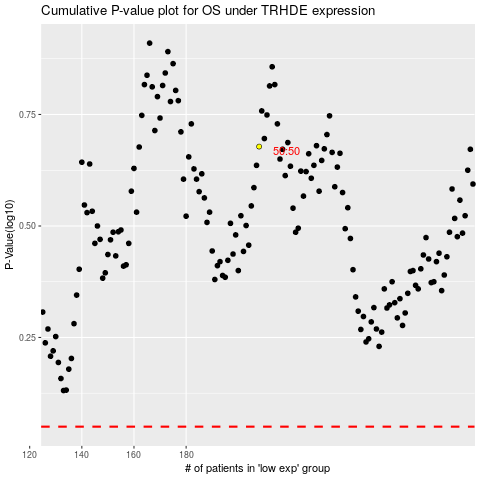 Cumulative P-value plot for OS under TRHDE expression
P-Value(log10)
0.75
0.50
0.25
50:50
120 140 160 180
# of patients in 'low exp' group